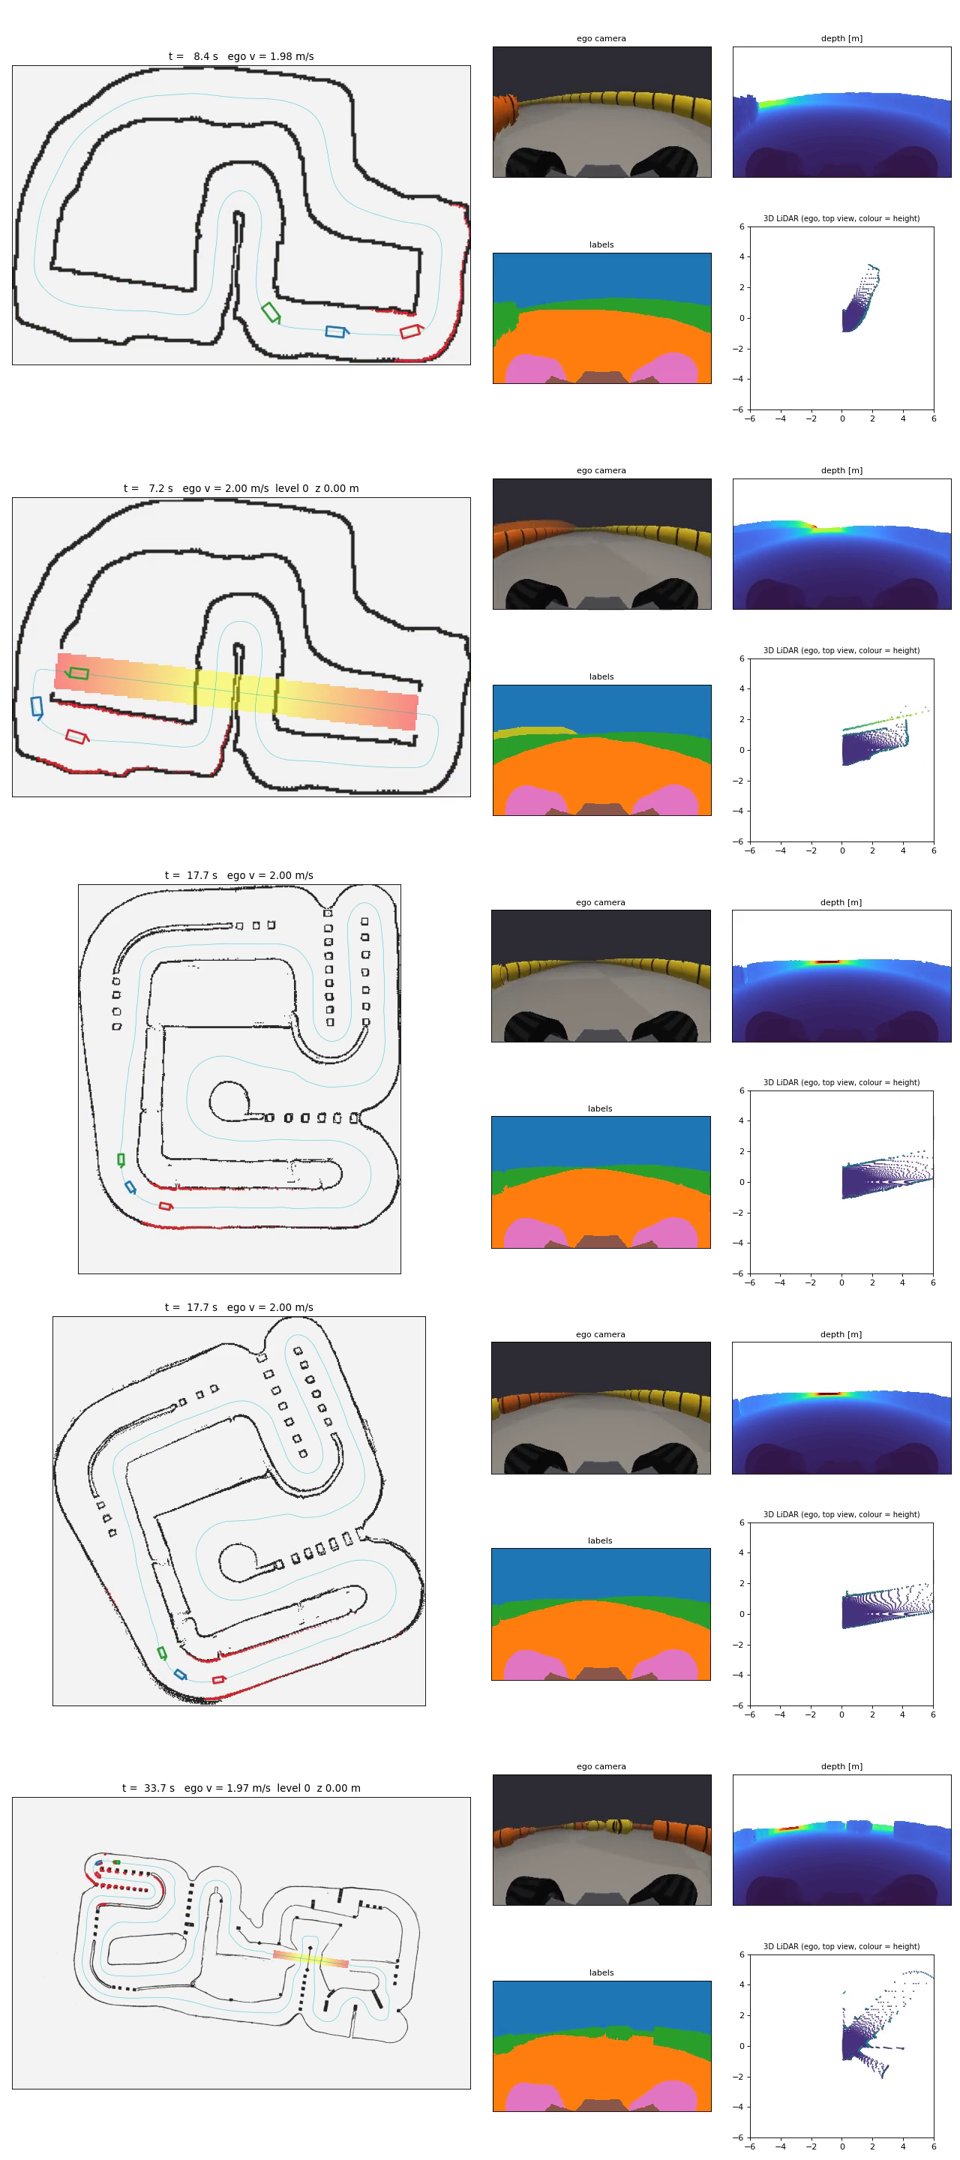 ego camera
depth [m]
t =   8.4 s   ego v = 1.98 m/s
3D LiDAR (ego, top view, colour = height)
labels
6
4
2
0
−2
−4
−6
−6 −4 −2 0 2 4 6
ego camera
depth [m]
t =   7.2 s   ego v = 2.00 m/s  level 0  z 0.00 m
3D LiDAR (ego, top view, colour = height)
labels
6
4
2
0
−2
−4
−6
−6 −4 −2 0 2 4 6
t =  17.7 s   ego v = 2.00 m/s
ego camera
depth [m]
3D LiDAR (ego, top view, colour = height)
labels
6
4
2
0
−2
−4
−6
−6 −4 −2 0 2 4 6
t =  17.7 s   ego v = 2.00 m/s
ego camera
depth [m]
3D LiDAR (ego, top view, colour = height)
labels
6
4
2
0
−2
−4
−6
−6 −4 −2 0 2 4 6
ego camera
depth [m]
t =  33.7 s   ego v = 1.97 m/s  level 0  z 0.00 m
3D LiDAR (ego, top view, colour = height)
labels
6
4
2
0
−2
−4
−6
−6 −4 −2 0 2 4 6